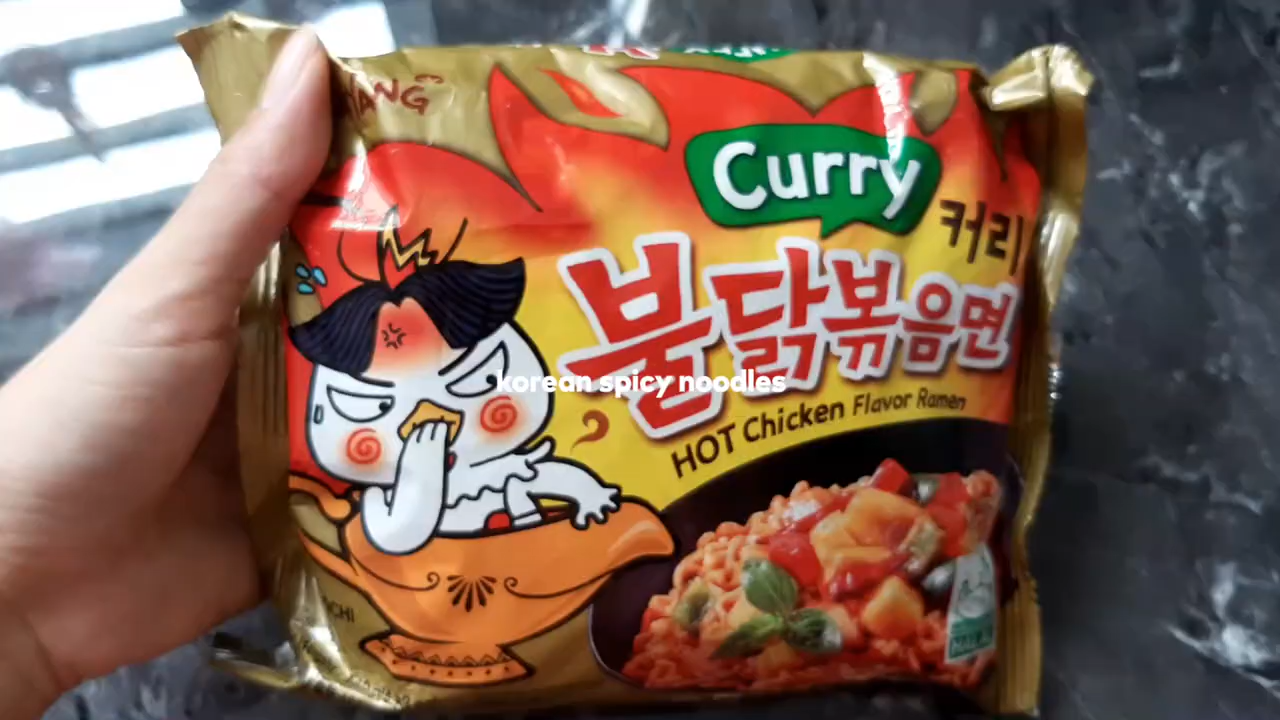 Curry
커리
불닭볶음면
korean spicy noodles
HOT Chicken Flavor Ramen